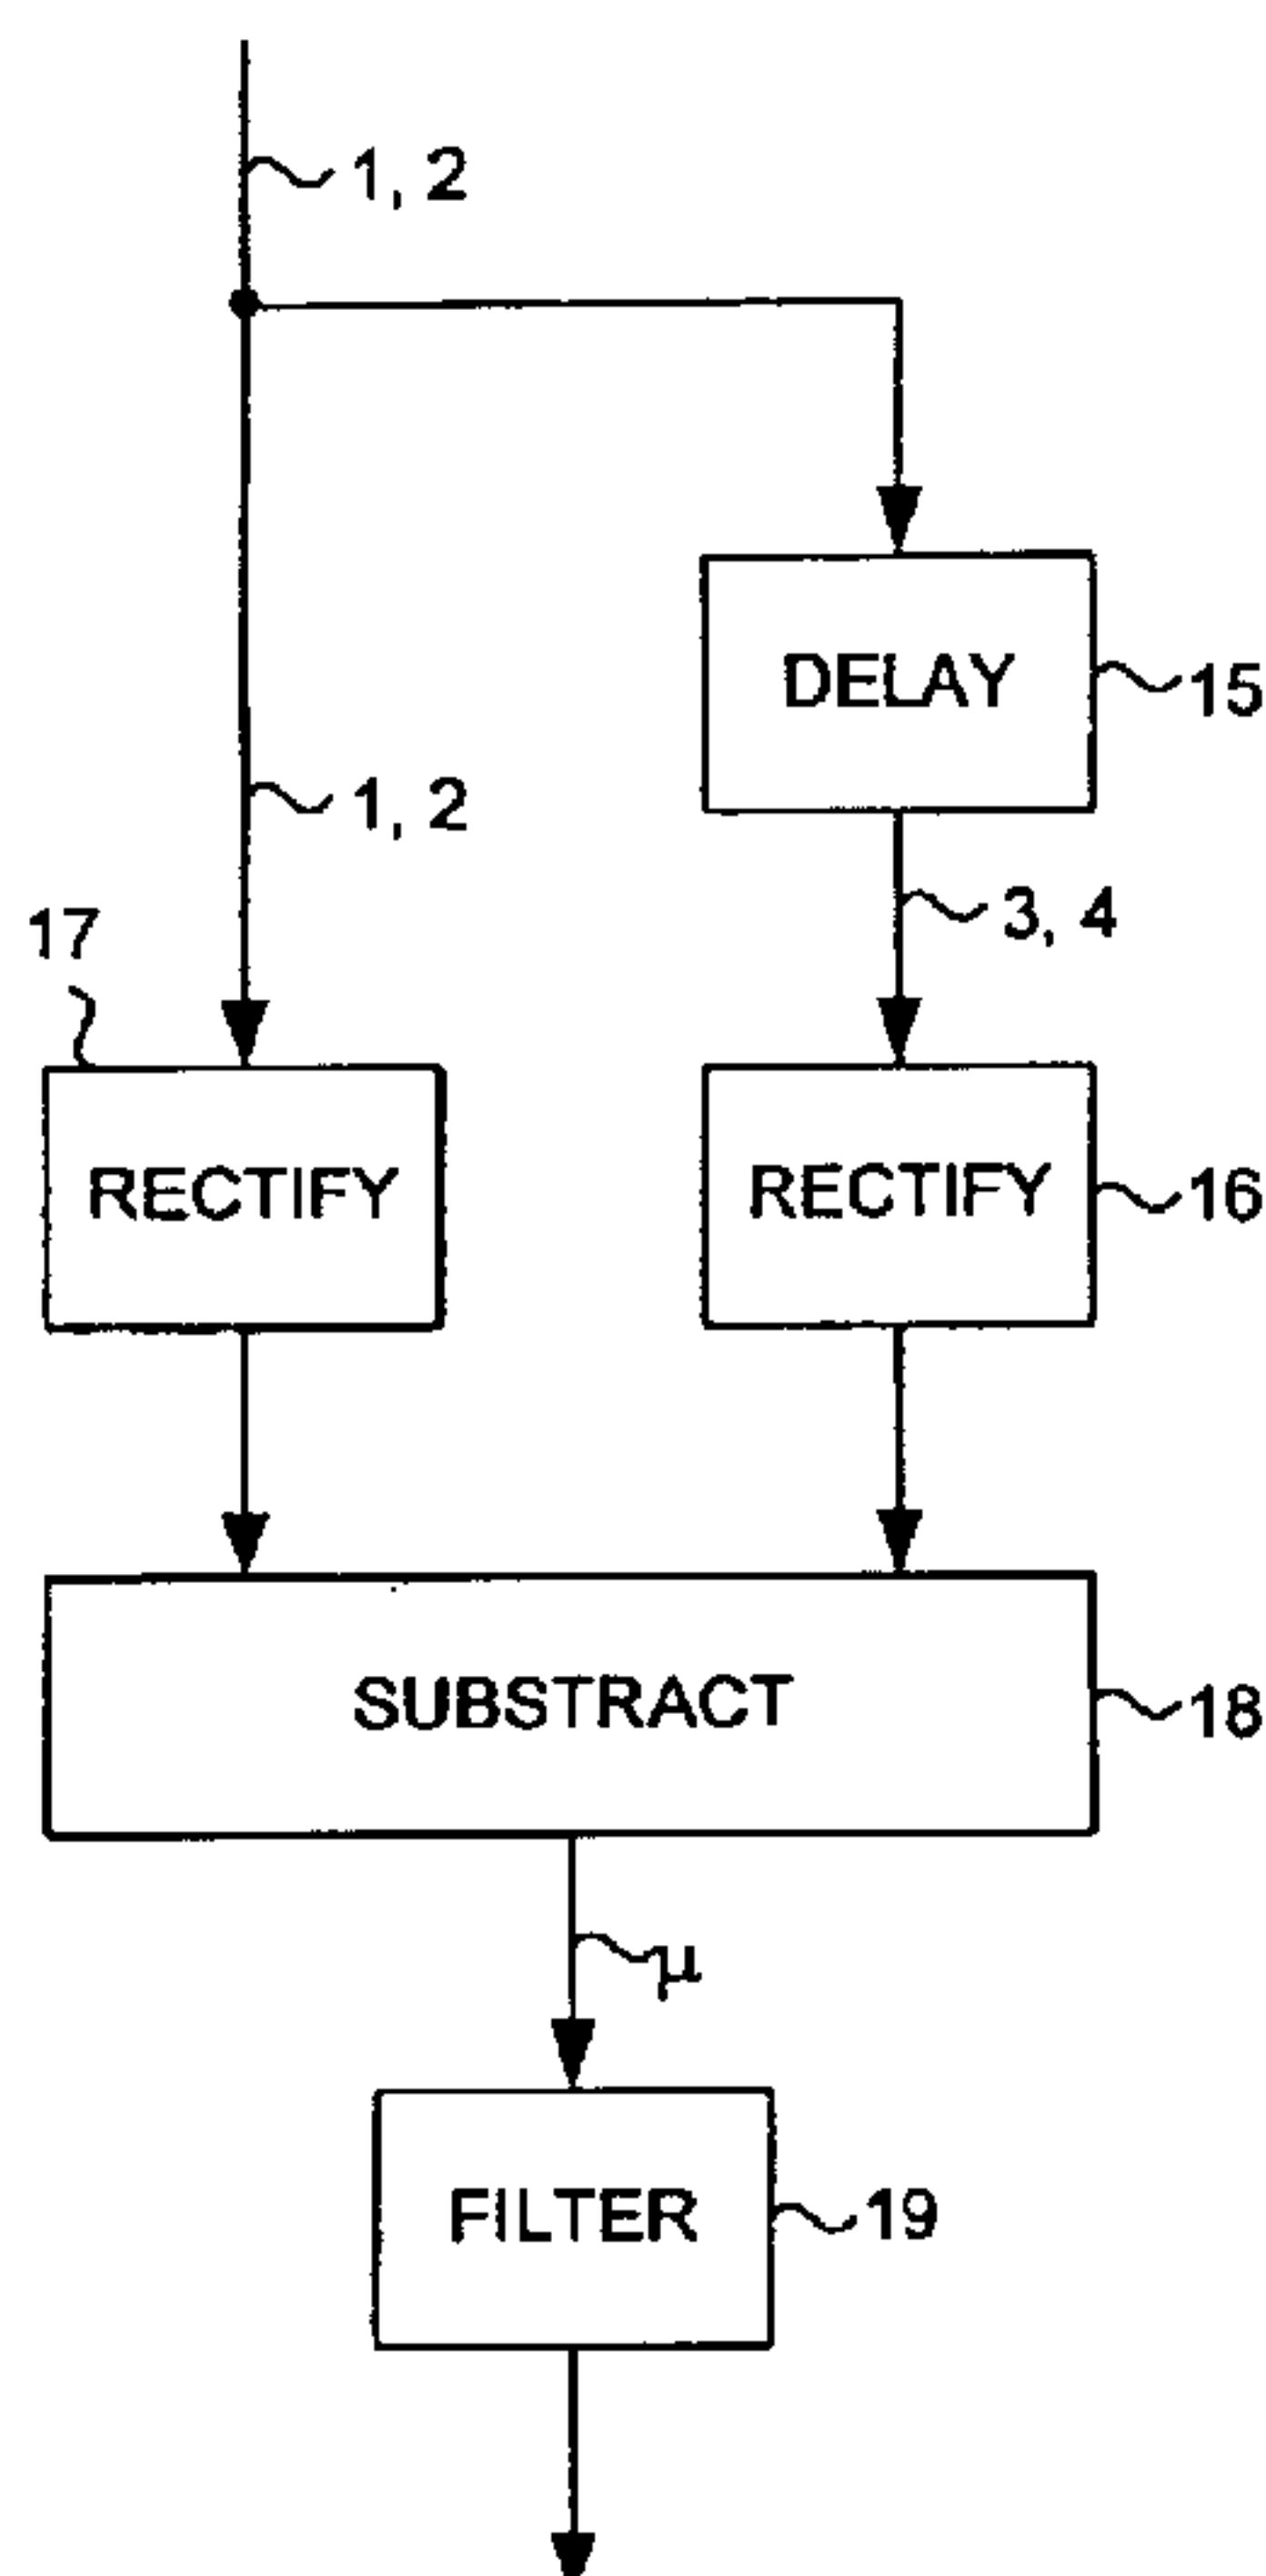 1, 2
DELAY
15
1, 2
3, 4
17
RECTIFY
RECTIFY
16
SUBSTRACT
18
μ
FILTER
19